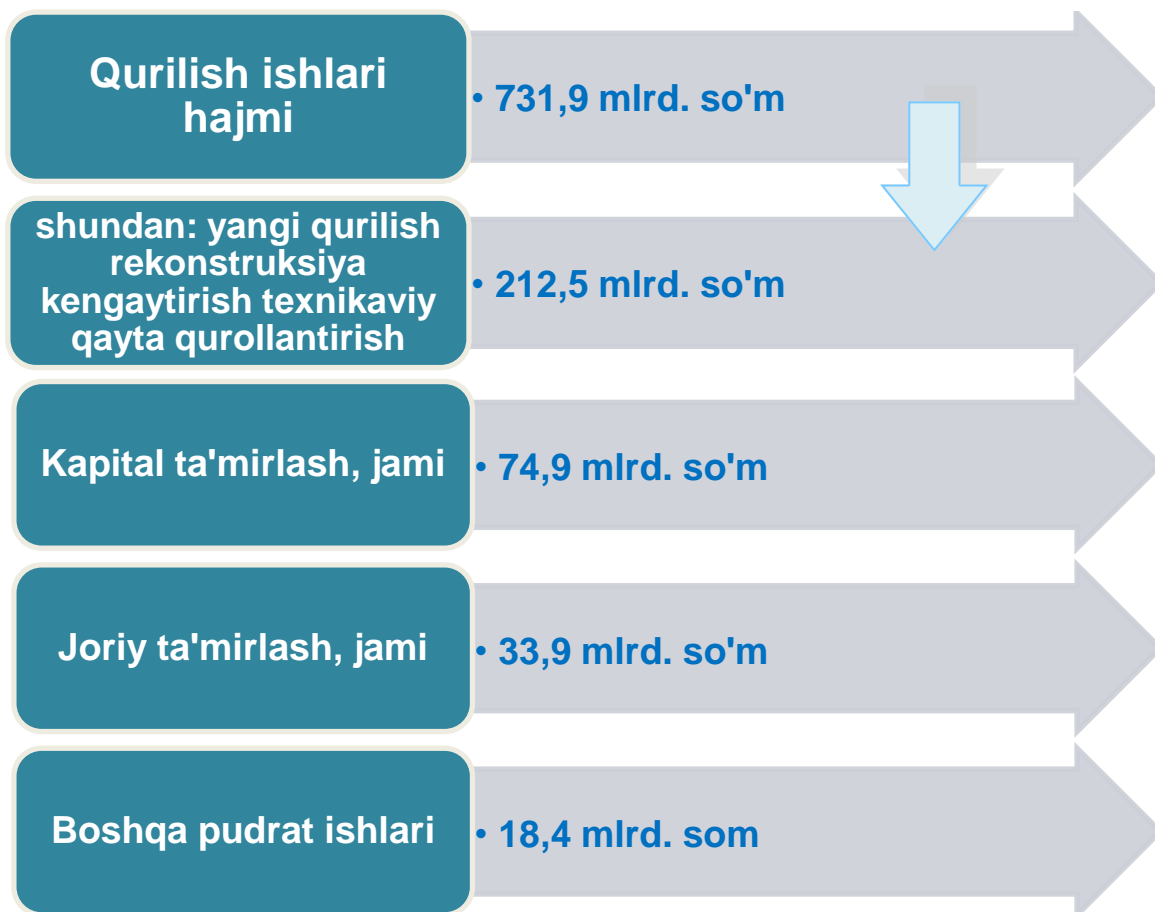 Qurilish ishlari
hajmi
• 731,9 mlrd. so'm
shundan: yangi qurilish
rekonstruksiya
kengaytirish texnikaviy
qayta qurollantirish
• 212,5 mlrd. so'm
Kapital ta'mirlash, jami
• 74,9 mlrd. so'm
Joriy ta'mirlash, jami
• 33,9 mlrd. so'm
Boshqa pudrat ishlari
• 18,4 mlrd. som